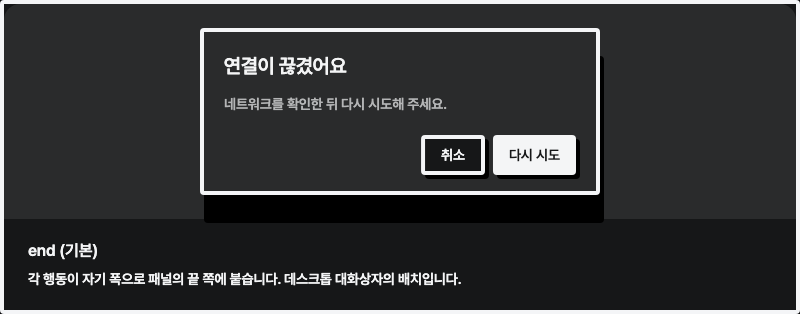 연결이 끊겼어요
네트워크를 확인한 뒤 다시 시도해 주세요.
취소 다시 시도
end (기본)
각 행동이 자기 폭으로 패널의 끝 쪽에 붙습니다. 데스크톱 대화상자의 배치입니다.